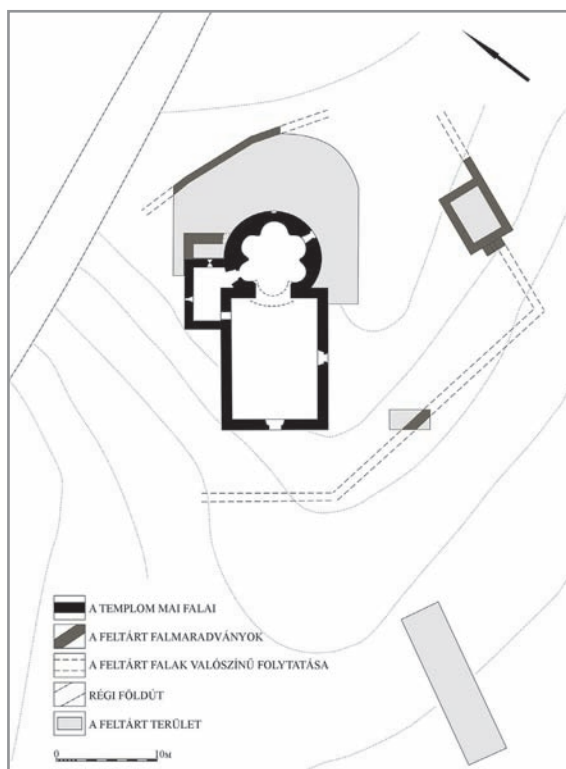 A TEMPLOM MAI FALAI
A FELTÁRT FALMARADVÁNYOK
A FELTÁRT FALAK VALÓSZÍNŰ FOLYTATÁSA
RÉGI FÖLDÚT
A FELTÁRT TERÜLET
0 10m